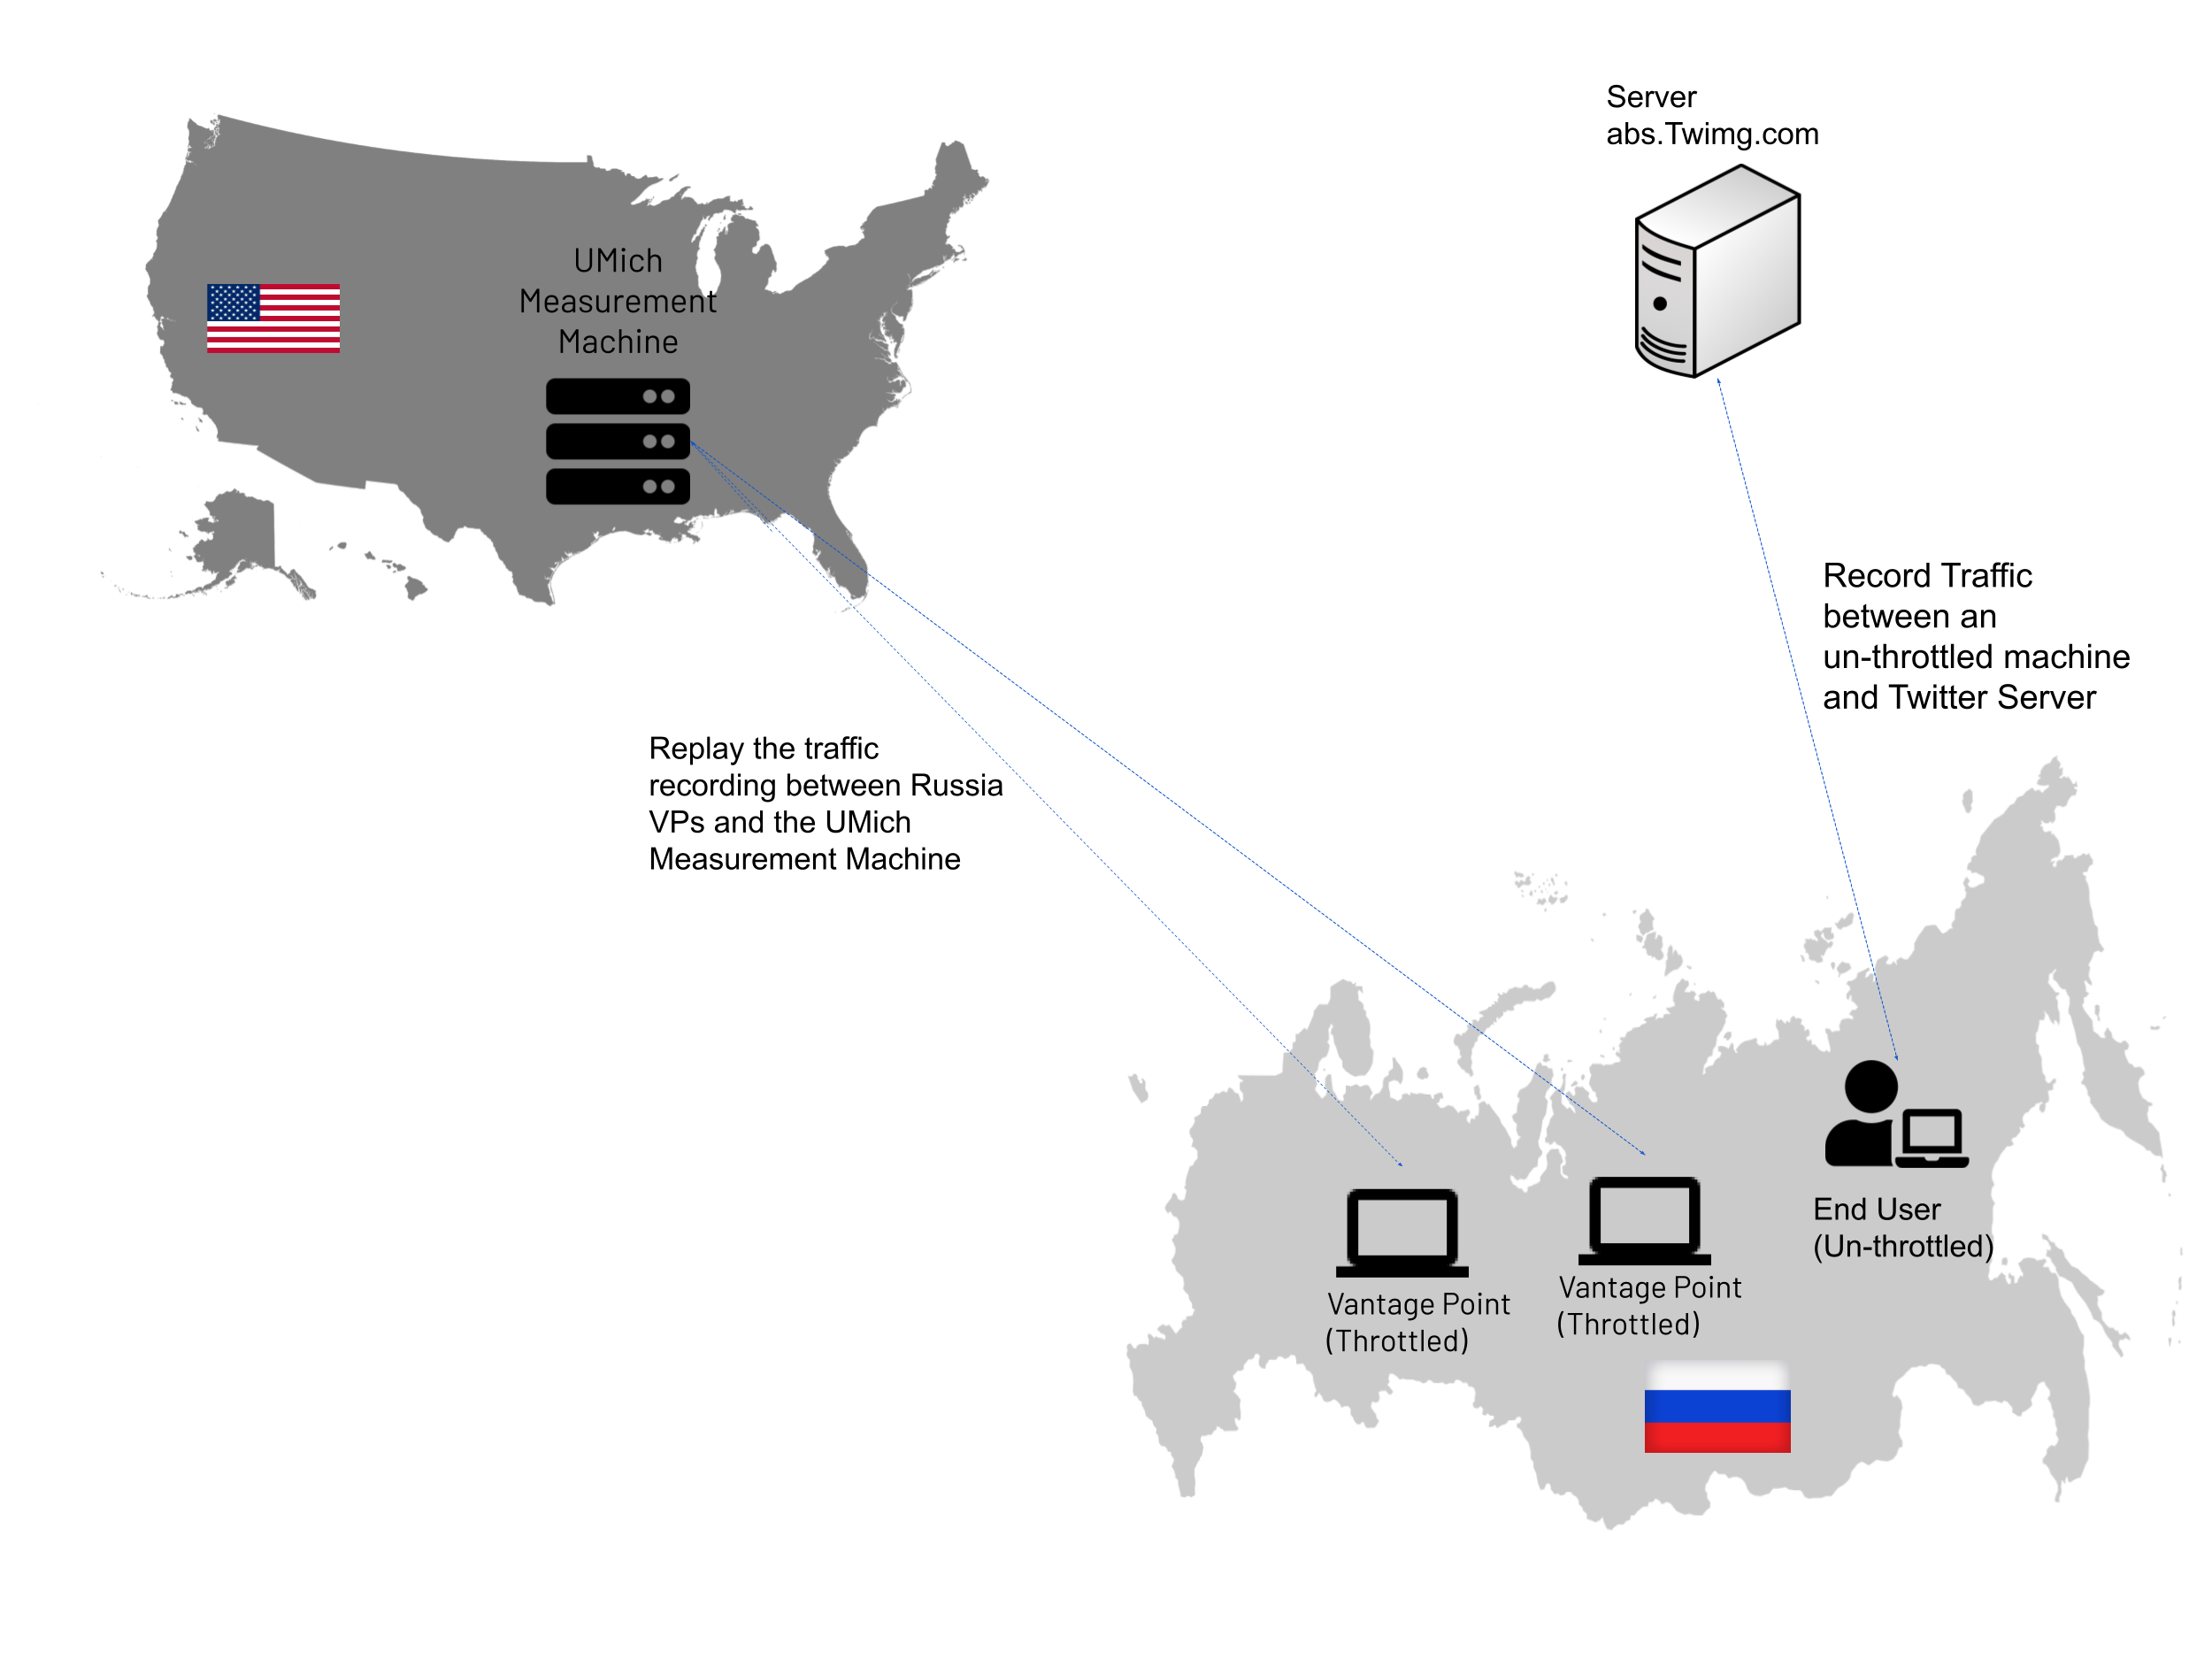 Server
abs.Twimg.com
UMich
Measurement
Machine
Record Traffic
between an
un-throttled machine
and Twitter Server
Replay the traffic
recording between Russia
VPs and the UMich
Measurement Machine
End User
(Un-throttled)
Vantage Point
(Throttled)
Vantage Point
(Throttled)